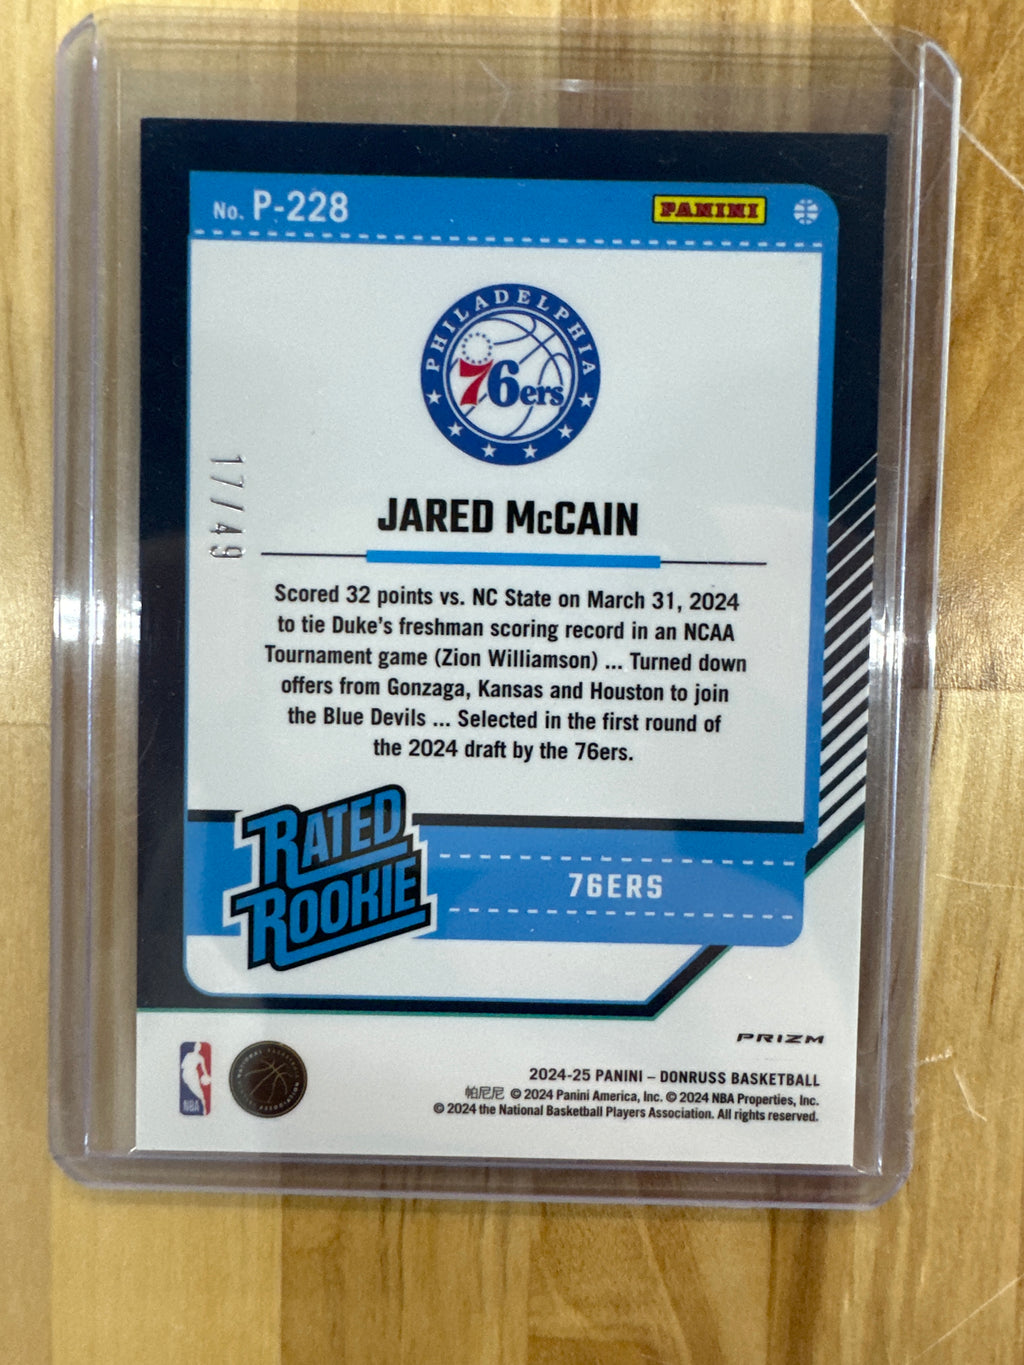 No. P-228
PANINI
PHILADELPHIA
76ers
17/49
JARED McCAIN
Scored 32 points vs. NC State on March 31, 2024
to tie Duke's freshman scoring record in an NCAA
Tournament game (Zion Williamson) ... Turned down
offers from Gonzaga, Kansas and Houston to join
the Blue Devils ... Selected in the first round of
the 2024 draft by the 76ers.
RATED
ROOKIE
76ERS
PRIZM
NBA
NATIONAL BASKETBALL
ASSOCIATION
2024-25 PANINI – DONRUSS BASKETBALL
帕尼尼 © 2024 Panini America, Inc. © 2024 NBA Properties, Inc.
© 2024 the National Basketball Players Association. All rights reserved.